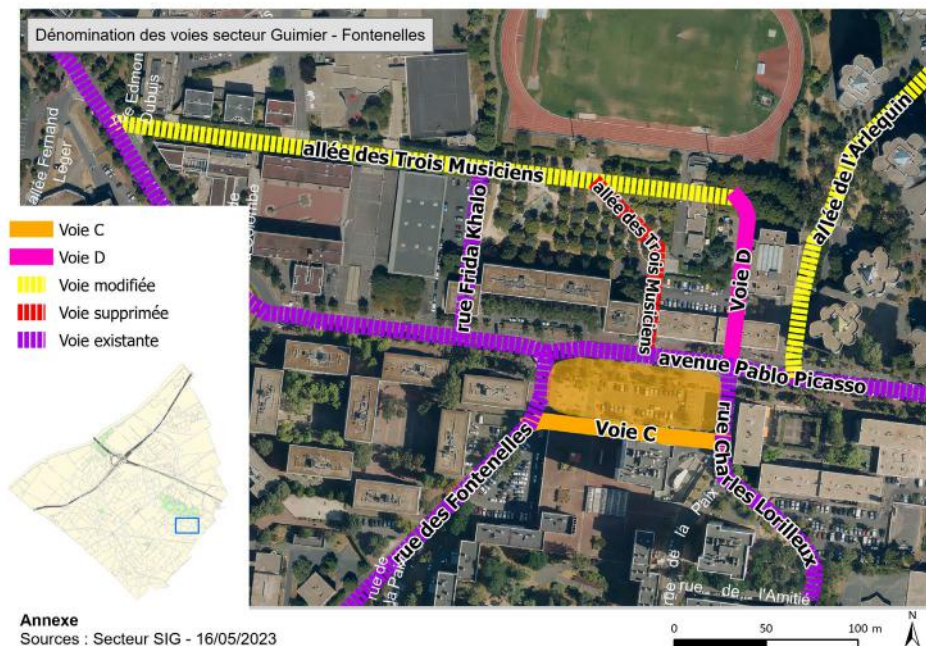 Dénomination des voies secteur Guimier - Fontenelles
Edmond
Dubuis
allée Fernand
Léger
allée des Trois Musiciens
allée de l'Arlequin
allée des Trois Musiciens
rue Frida Khalo
Voie D
Voie C
Voie D
Voie modifiée
Voie supprimée
Voie existante
avenue Pablo Picasso
Voie C
rue des Fontenelles
rue Charles Lorilleux
rue de
la Paix
rue de la Paix
rue de l'Amitié
Annexe
Sources : Secteur SIG - 16/05/2023
0 50 100 m
N